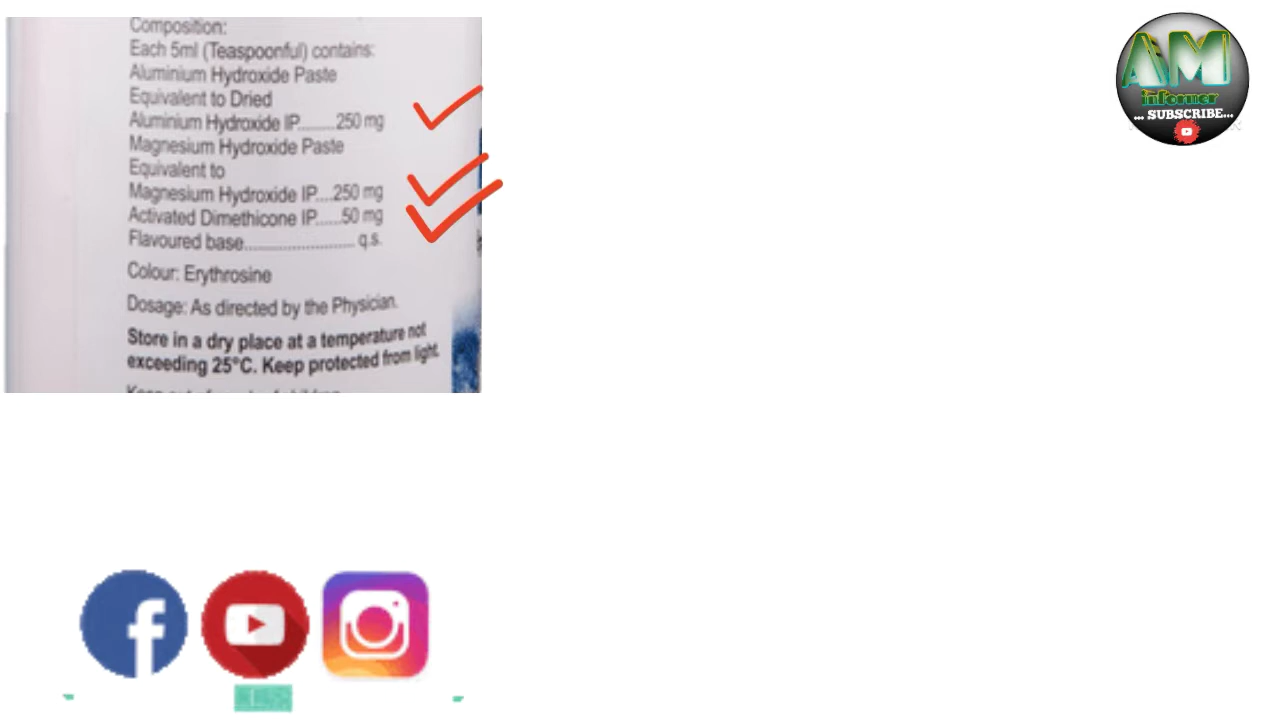 Composition:
Each 5ml (Teaspoonful) contains:
Aluminium Hydroxide Paste
Equivalent to Dried
Aluminium Hydroxide IP.........250 mg
Magnesium Hydroxide Paste
Equivalent to
Magnesium Hydroxide IP....250 mg
Activated Dimethicone IP......50 mg
Flavoured base........................... q.s.
Colour: Erythrosine
Dosage: As directed by the Physician.
Store in a dry place at a temperature not
exceeding 25°C. Keep protected from light.
AM
informer
... SUBSCRIBE...